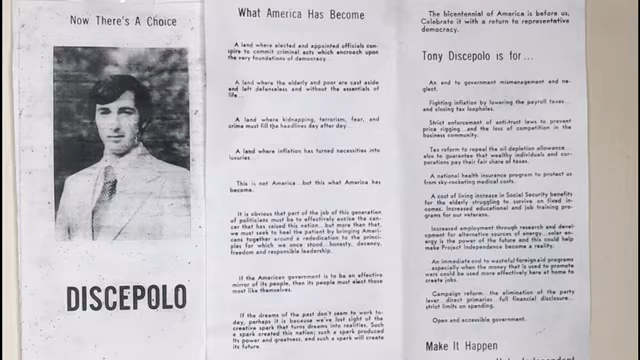 Now There's A Choice
DISCEPOLO
What America Has Become
A land where elected and appointed officials con-
spire to commit criminal acts which encroach upon
the very foundations of democracy
A land where the elderly and poor are cast aside
and left defenseless and without the essentials of
life...
A land where kidnapping, terrorism, fear, and
crime must fill the headlines day after day...
A land where inflation has turned necessities into
luxuries...
This is not America...but this what America has
become.
It is obvious that part of the job of this generation
of politicians must be to effectively excise the can-
cer that has seized this nation... but more than that,
we must seek to heal the patient by bringing Ameri-
cans together around a rededication to the princi-
ples for which we once stood...honesty, decency,
freedom and responsible leadership.
If the American government is to be an effective
mirror of its people, then its people must elect those
most like themselves.
If the dreams of the past don't seem to work to-
day, perhaps it is because we've lost sight of the
creative spark that turns dreams into realities. Such
a spark created this nation; such a spark produced
its power and greatness, and such a spark will create
its future.
The bicentennial of America is before us,
Celebrate it with a return to representative
democracy.
Tony Discepolo is for...
An end to government mismanagement and ne-
glect.
Fighting inflation by lowering the payroll taxes...
and closing tax loopholes.
Strict enforcement of anti-trust laws to prevent
price rigging ...and the loss of competition in the
business community.
Tax reform to repeal the oil depletion allowance...
also to guarantee that wealthy individuals and cor-
porations pay their fair share of taxes.
A national health insurance program to protect us
from sky-rocketing medical costs.
A cost of living increase in Social Security benefits
for the elderly struggling to survive on fixed in-
comes. Increased educational and job training pro-
grams for our veterans.
Increased employment through research and devel-
opment for alternative sources of energy...solar en-
ergy is the power of the future and this could help
make Project Independence become a reality.
An immediate end to wasteful foreign aid programs
...especially when the money that is used to promote
wars could be used more effectively here at home to
create jobs.
Campaign reform...the elimination of the party
lever...direct primaries...full financial disclosure...
strict limits on spending.
Open and accessible government.
Make It Happen